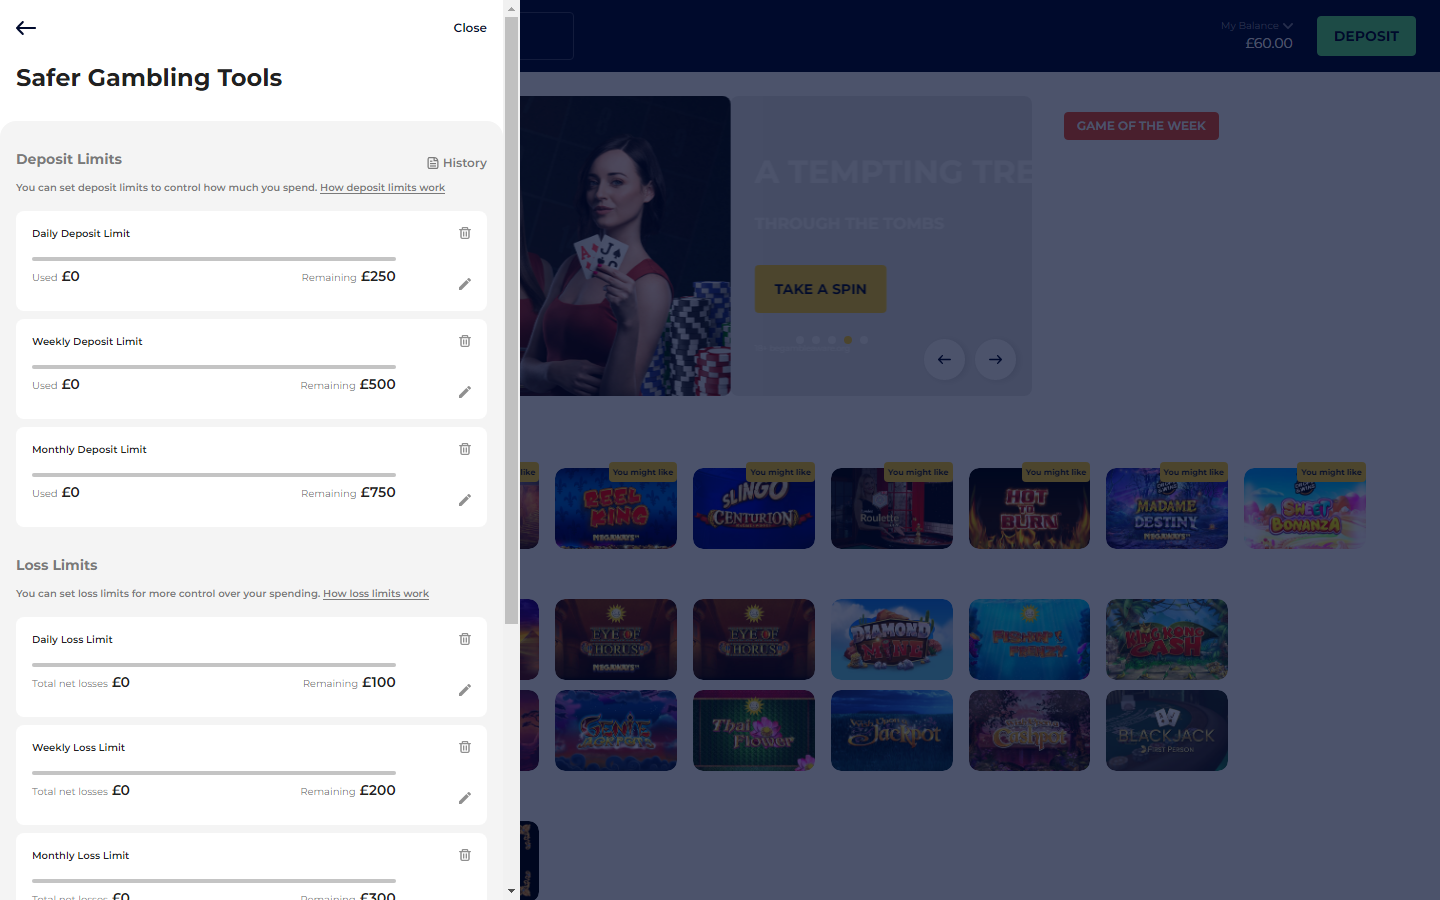 Close
Safer Gambling Tools
Deposit Limits
History
You can set deposit limits to control how much you spend. How deposit limits work
Daily Deposit Limit
Used £0
Remaining £250
Weekly Deposit Limit
Used £0
Remaining £500
Monthly Deposit Limit
Used £0
Remaining £750
Loss Limits
You can set loss limits for more control over your spending. How loss limits work
Daily Loss Limit
Total net losses £0
Remaining £100
Weekly Loss Limit
Total net losses £0
Remaining £200
Monthly Loss Limit
Total net losses £0
Remaining £300
My Balance
£60.00
DEPOSIT
A TEMPTING TRE
THROUGH THE TOMBS
TAKE A SPIN
GAME OF THE WEEK
like
You might like
You might like
You might like
You might like
You might like
You might like
REEL
KING
MEGAWAYS
SLINGO
CENTURION
Roulette
HOT
TO
BURN
MADAME
DESTINY
MEGAWAYS
SWEET
BONANZA
EYE OF
HORUS
MEGAWAYS
EYE OF
HORUS
DIAMOND
MINE
FISHIN'
FRENZY
KING KONG
CASH
GENIE
JACKPOTS
Thai
Flower
Jackpot
BLACKJACK
FIRST PERSON